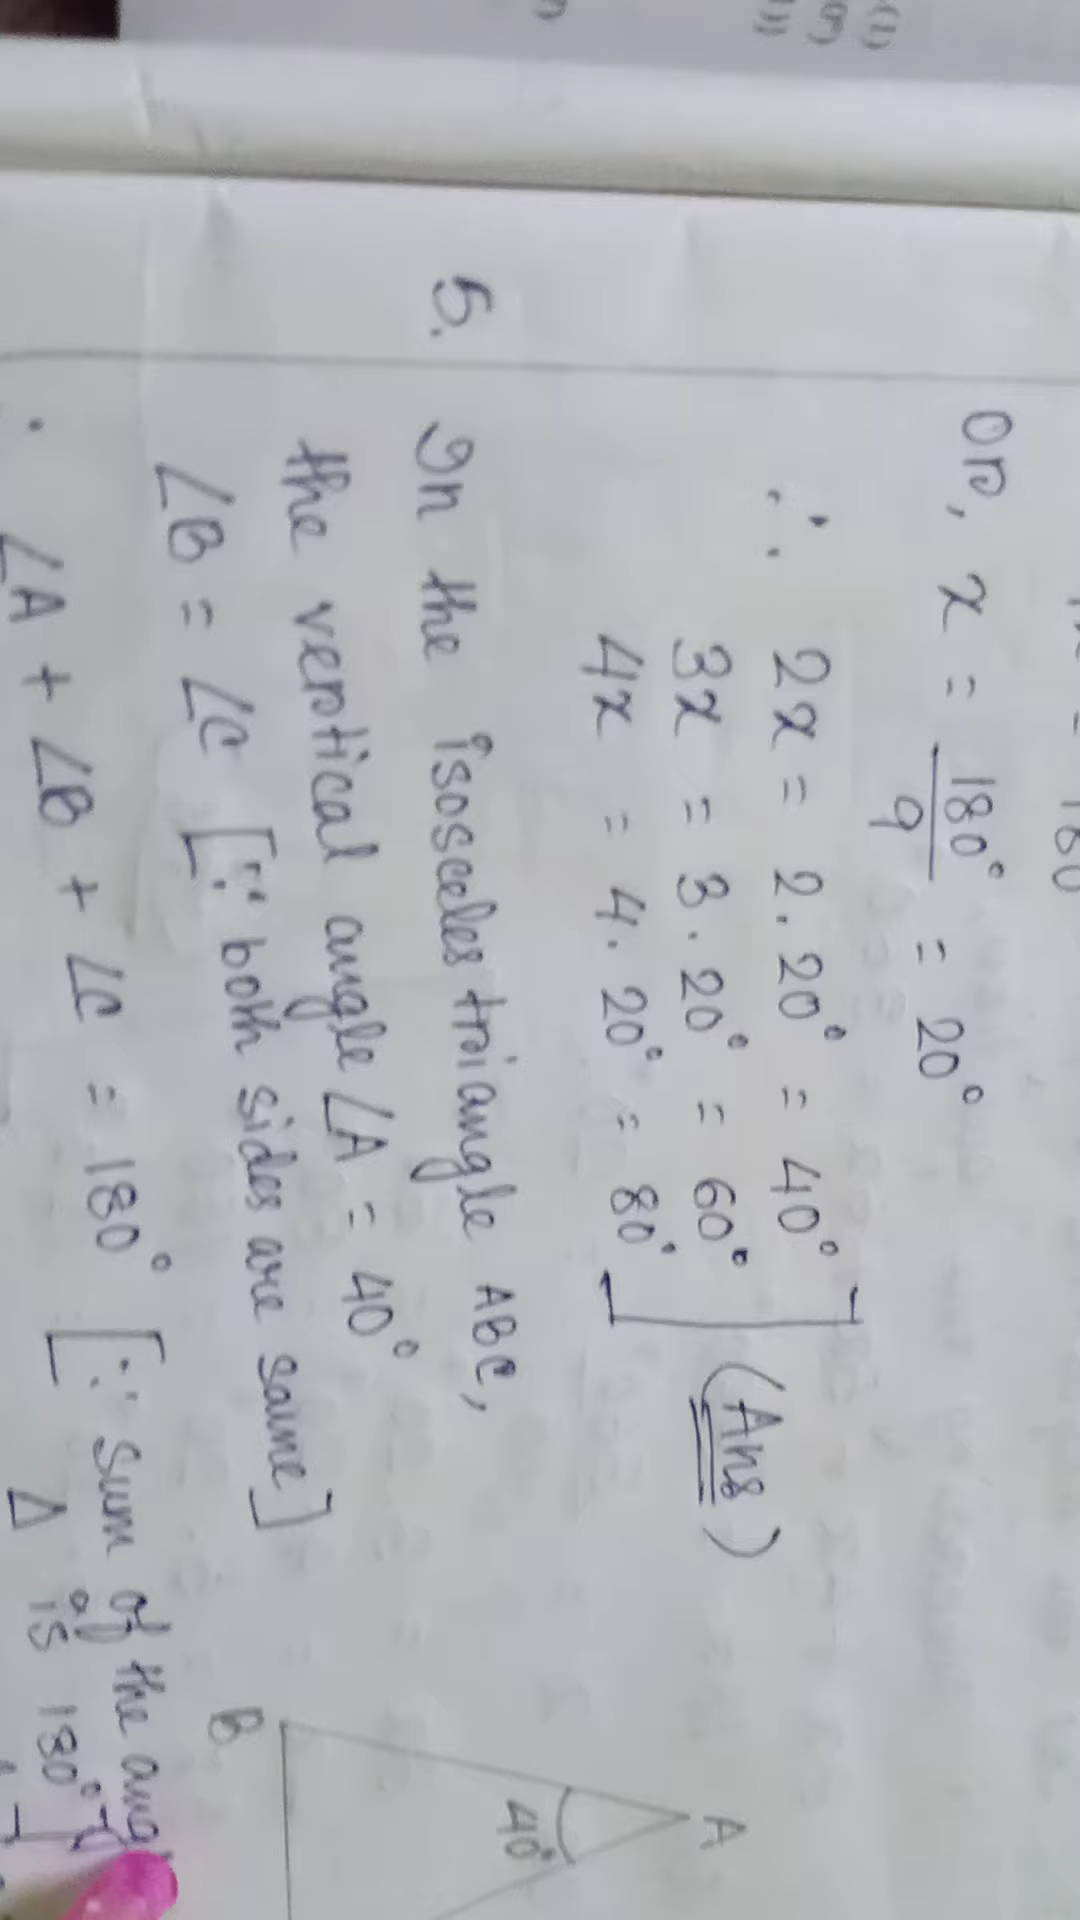 or, x = 180°/9 = 20°
∴ 2x = 2.20° = 40°
3x = 3.20° = 60°
4x = 4.20° = 80° ] (Ans)
5. In the isosceles triangle ABC,
the vertical angle ∠A = 40°
∠B = ∠C [∵ both sides are same]
∠A + ∠B + ∠C = 180° [∵ sum of the
of Δ is 180°]
A
40°
B